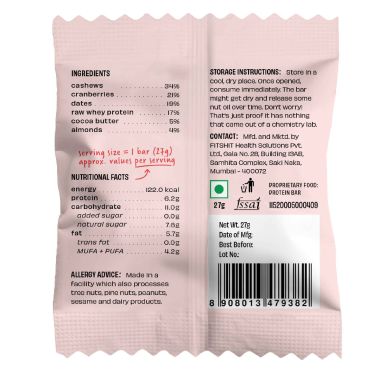 INGREDIENTS
cashews 34%
cranberries 21%
dates 19%
raw whey protein 17%
cocoa butter 5%
almonds 4%
serving size = 1 bar (27g)
approx. values per serving
NUTRITIONAL FACTS
energy 122.0 kcal
protein 6.2g
carbohydrate 11.0g
added sugar 0.0g
natural sugar 7.8g
fat 5.7g
trans fat 0.0g
MUFA + PUFA 4.2g
ALLERGY ADVICE: Made in a
facility which also processes
tree nuts, pine nuts, peanuts,
sesame and dairy products.
STORAGE INSTRUCTIONS: Store in a
cool, dry place. Once opened,
consume immediately. The bar
might get dry and release some
nut oil over time. Don't worry!
That's just proof it has nothing
that came out of a chemistry lab.
CONTACT: Mfd. and Mktd. by
FITSHIT Health Solutions Pvt.
Ltd., Gala No. 28, Building 13AB,
Samhita Complex, Saki Naka,
Mumbai - 400072
27g
fssai
PROPRIETARY FOOD:
PROTEIN BAR
11520005000409
Net Wt. 27g
Date of Mfg:
Best Before:
Lot No.:
8 908013 479382